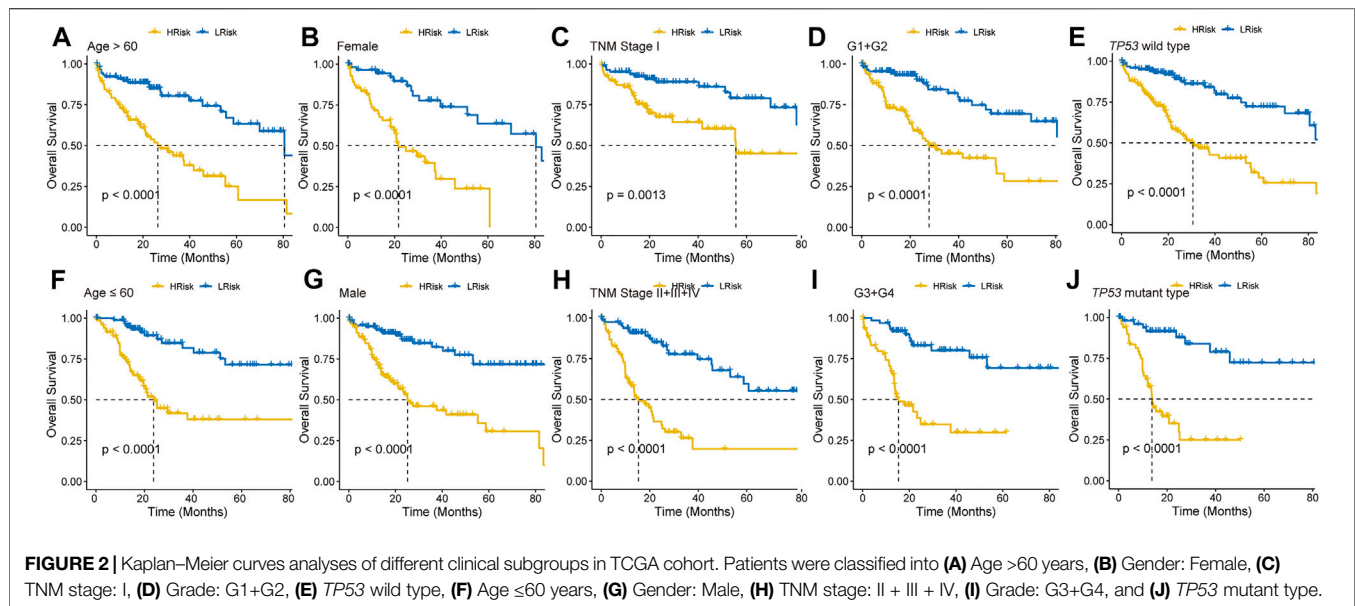 A
Age > 60
HRisk LRisk
Overall Survival
1.00
0.75
0.50
0.25
0.00
p < 0.0001
0 20 40 60 80
Time (Months)
B
Female
HRisk LRisk
Overall Survival
1.00
0.75
0.50
0.25
0.00
p < 0.0001
0 20 40 60 80
Time (Months)
C
TNM Stage I
HRisk LRisk
Overall Survival
1.00
0.75
0.50
0.25
0.00
p = 0.0013
0 20 40 60 80
Time (Months)
D
G1+G2
HRisk LRisk
Overall Survival
1.00
0.75
0.50
0.25
0.00
p < 0.0001
0 20 40 60 80
Time (Months)
E
TP53 wild type
HRisk LRisk
Overall Survival
1.00
0.75
0.50
0.25
0.00
p < 0.0001
0 20 40 60 80
Time (Months)
F
Age ≤ 60
HRisk LRisk
Overall Survival
1.00
0.75
0.50
0.25
0.00
p < 0.0001
0 20 40 60 80
Time (Months)
G
Male
HRisk LRisk
Overall Survival
1.00
0.75
0.50
0.25
0.00
p < 0.0001
0 20 40 60 80
Time (Months)
H
TNM Stage II+III+IV
HRisk LRisk
Overall Survival
1.00
0.75
0.50
0.25
0.00
p < 0.0001
0 20 40 60 80
Time (Months)
I
G3+G4
HRisk LRisk
Overall Survival
1.00
0.75
0.50
0.25
0.00
p < 0.0001
0 20 40 60 80
Time (Months)
J
TP53 mutant type
HRisk LRisk
Overall Survival
1.00
0.75
0.50
0.25
0.00
p < 0.0001
0 20 40 60 80
Time (Months)
FIGURE 2 | Kaplan–Meier curves analyses of different clinical subgroups in TCGA cohort. Patients were classified into (A) Age >60 years, (B) Gender: Female, (C)
TNM stage: I, (D) Grade: G1+G2, (E) TP53 wild type, (F) Age ≤60 years, (G) Gender: Male, (H) TNM stage: II + III + IV, (I) Grade: G3+G4, and (J) TP53 mutant type.